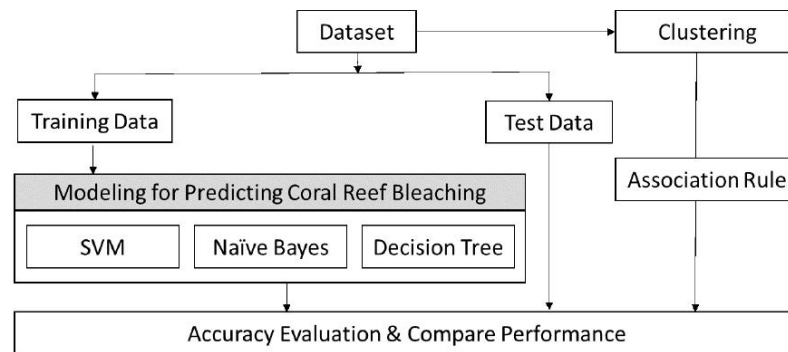 Dataset
Clustering
Training Data
Test Data
Modeling for Predicting Coral Reef Bleaching
Association Rule
SVM
Naïve Bayes
Decision Tree
Accuracy Evaluation & Compare Performance